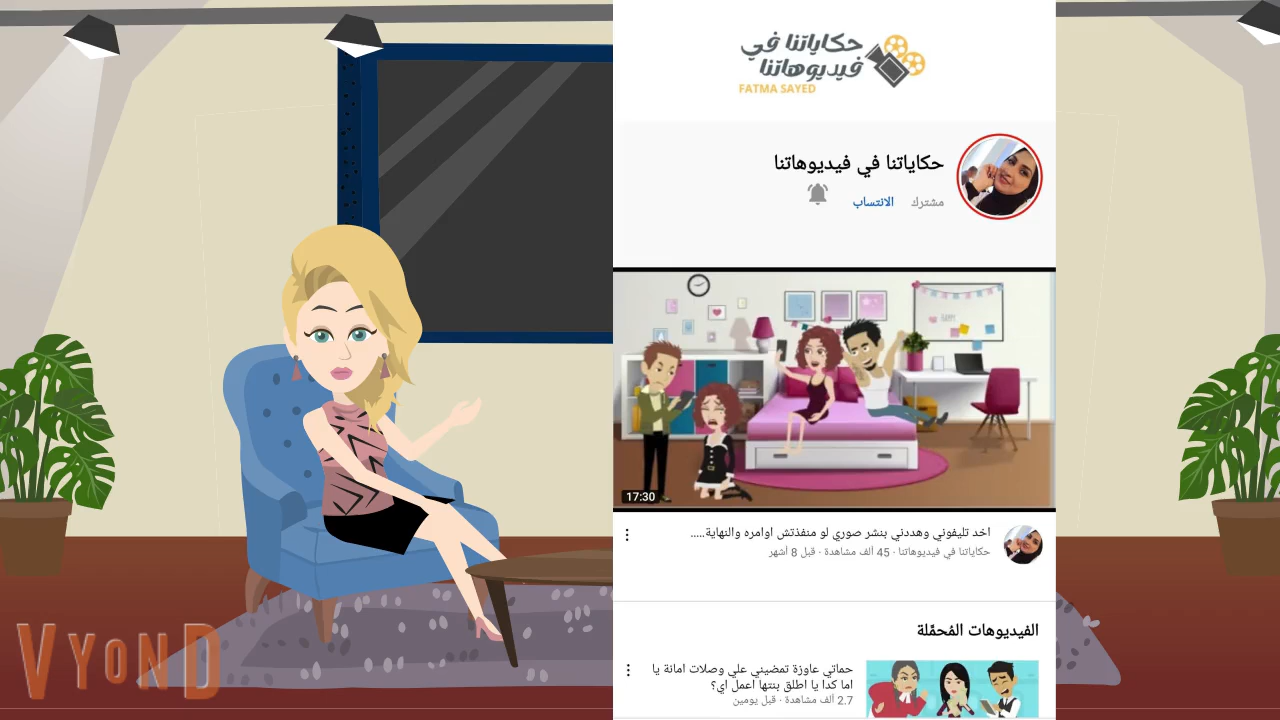 حكاياتنا في
فيديوهاتنا
FATMA SAYED
حكاياتنا في فيديوهاتنا
مشترك الانتساب
17:30
اخد تليفوني وهددني بنشر صوري لو منفذتش اوامره والنهاية.....
حكاياتنا في فيديوهاتنا · 45 ألف مشاهدة · قبل 8 أشهر
الفيديوهات المُحمَّلة
حماتي عاوزة تمضيني علي وصلات امانة يا
اما كدا يا اطلق بنتها اعمل اي؟
2.7 ألف مشاهدة · قبل يومين
VYOND